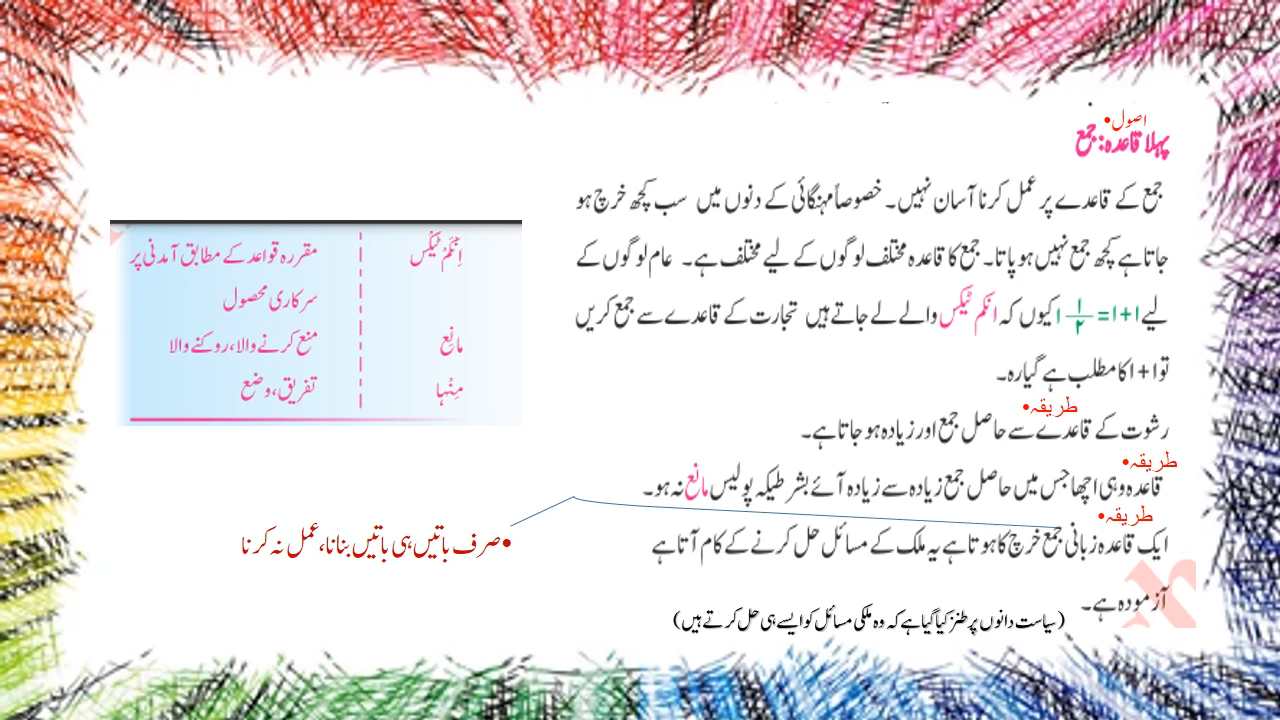 اصول•
پہلا قاعدہ: جمع
جمع کے قاعدے پر عمل کرنا آسان نہیں۔ خصوصاً مہنگائی کے دنوں میں سب کچھ خرچ ہو
جاتا ہے کچھ جمع نہیں ہو پاتا۔ جمع کا قاعدہ مختلف لوگوں کے لیے مختلف ہے۔ عام لوگوں کے
لیے ۱+۱=۱ ۱/۲ کیوں کہ انکم ٹیکس والے لے جاتے ہیں تجارت کے قاعدے سے جمع کریں
تو ۱+۱ کا مطلب ہے گیارہ۔
طریقہ•
رشوت کے قاعدے سے حاصل جمع اور زیادہ ہو جاتا ہے۔
طریقہ•
قاعدہ وہی اچھا جس میں حاصل جمع زیادہ سے زیادہ آئے بشرطیکہ پولیس مانع نہ ہو۔
طریقہ•
ایک قاعدہ زبانی جمع خرچ کا ہوتا ہے یہ ملک کے مسائل حل کرنے کے کام آتا ہے
آزمودہ ہے۔
(سیاست دانوں پر طنز کیا گیا ہے کہ وہ ملکی مسائل کو ایسے ہی حل کرتے ہیں)
اِنکَم ٹیکس مقررہ قواعد کے مطابق آمدنی پر
سرکاری محصول
مانِع منع کرنے والا، روکنے والا
مِنْہا تفریق، وضع
•صرف باتیں ہی باتیں بنانا، عمل نہ کرنا